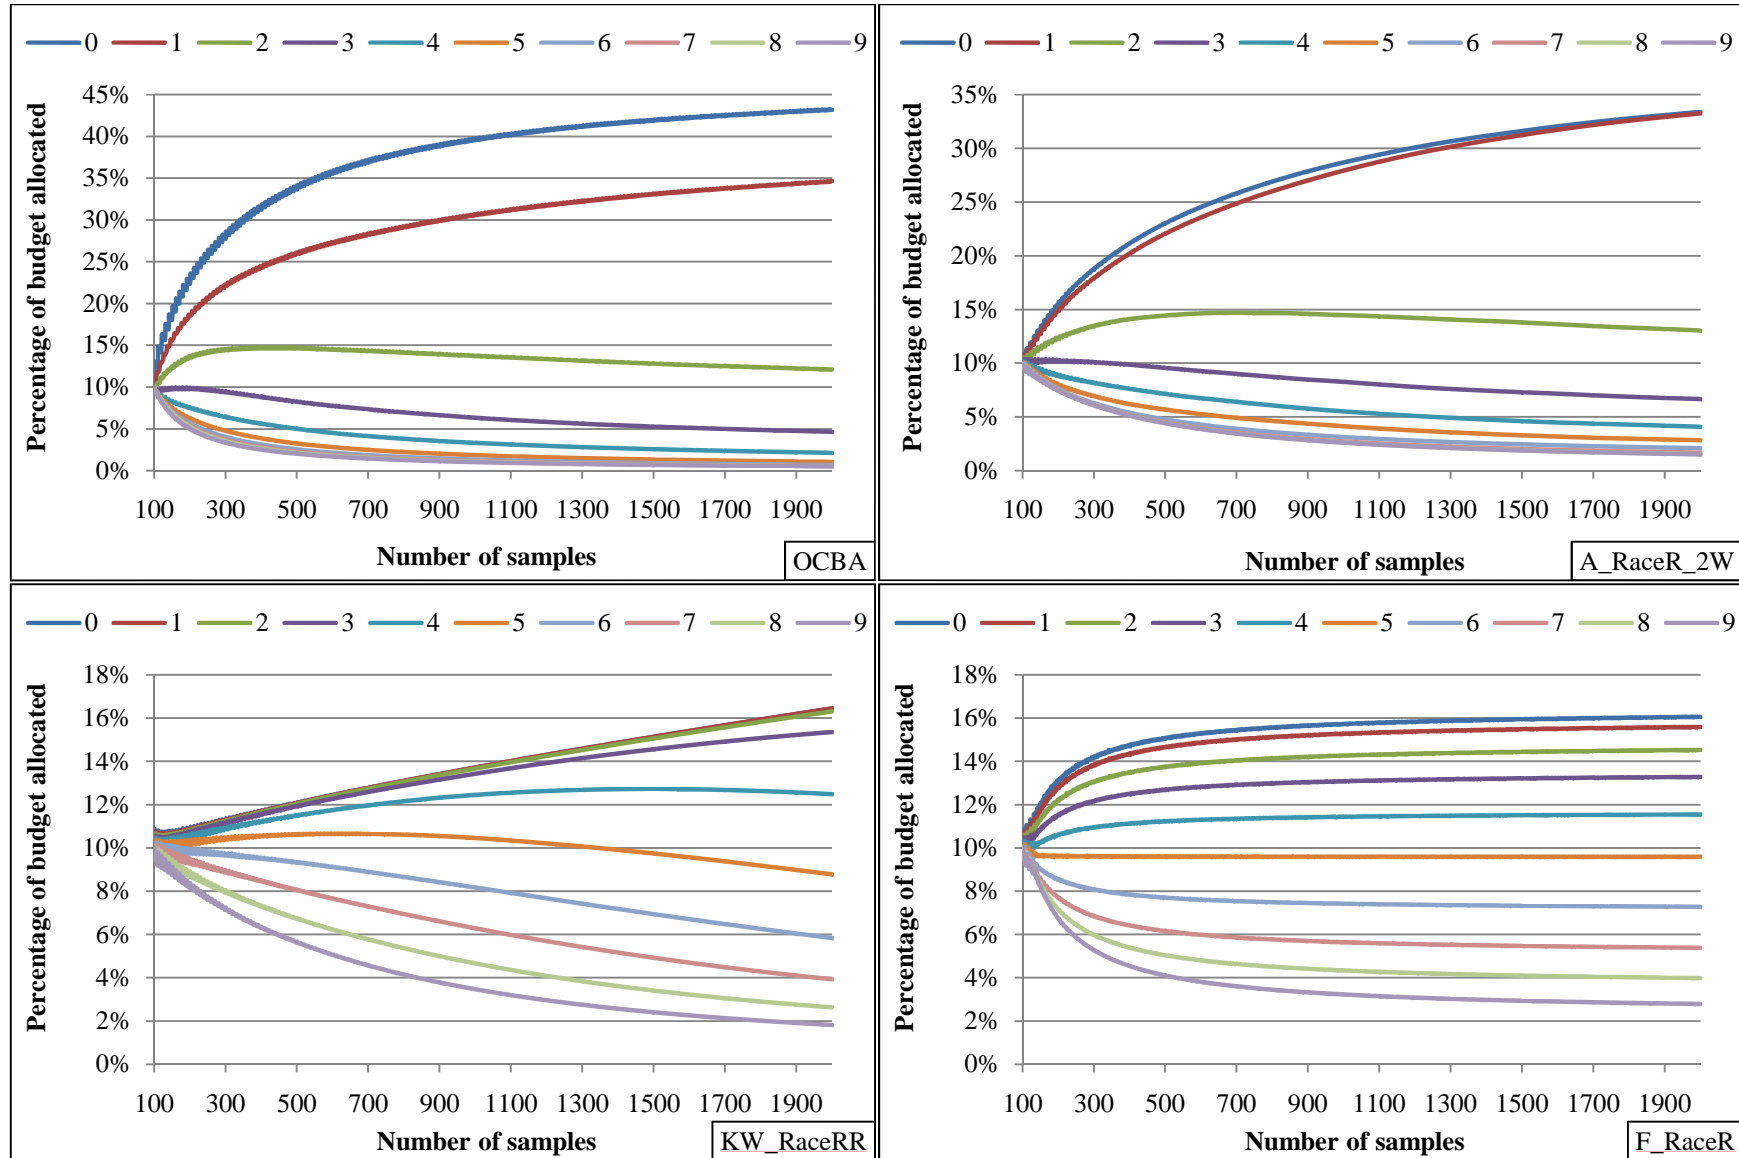 0 1 2 3 4 5 6 7 8 9
Percentage of budget allocated
45%
40%
35%
30%
25%
20%
15%
10%
5%
0%
100 300 500 700 900 1100 1300 1500 1700 1900
Number of samples
OCBA
0 1 2 3 4 5 6 7 8 9
Percentage of budget allocated
35%
30%
25%
20%
15%
10%
5%
0%
100 300 500 700 900 1100 1300 1500 1700 1900
Number of samples
A_RaceR_2W
0 1 2 3 4 5 6 7 8 9
Percentage of budget allocated
18%
16%
14%
12%
10%
8%
6%
4%
2%
0%
100 300 500 700 900 1100 1300 1500 1700 1900
Number of samples
KW_RaceRR
0 1 2 3 4 5 6 7 8 9
Percentage of budget allocated
18%
16%
14%
12%
10%
8%
6%
4%
2%
0%
100 300 500 700 900 1100 1300 1500 1700 1900
Number of samples
F_RaceR